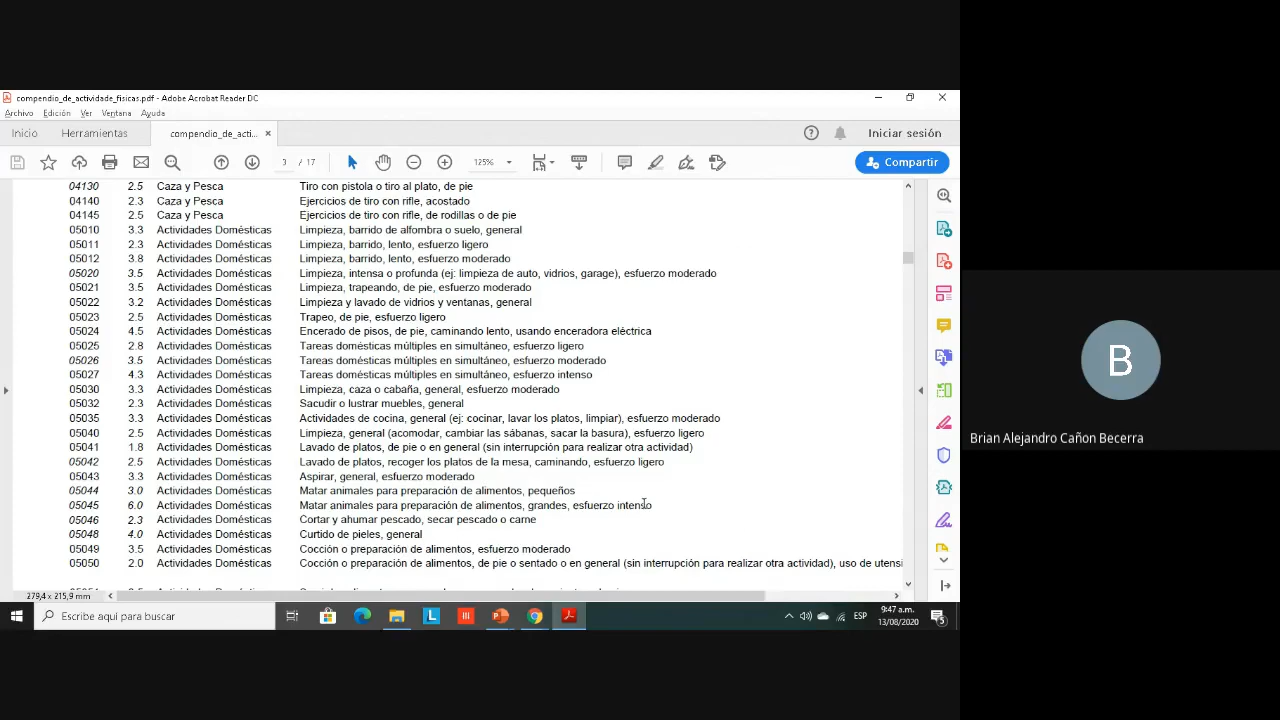 compendio_de_actividade_fisicas.pdf - Adobe Acrobat Reader DC
Archivo Edición Ver Ventana Ayuda
Inicio Herramientas compendio_de_acti... × Iniciar sesión
3 / 17 125% Compartir
04130 2.5 Caza y Pesca Tiro con pistola o tiro al plato, de pie
04140 2.3 Caza y Pesca Ejercicios de tiro con rifle, acostado
04145 2.5 Caza y Pesca Ejercicios de tiro con rifle, de rodillas o de pie
05010 3.3 Actividades Domésticas Limpieza, barrido de alfombra o suelo, general
05011 2.3 Actividades Domésticas Limpieza, barrido, lento, esfuerzo ligero
05012 3.8 Actividades Domésticas Limpieza, barrido, lento, esfuerzo moderado
05020 3.5 Actividades Domésticas Limpieza, intensa o profunda (ej: limpieza de auto, vidrios, garage), esfuerzo moderado
05021 3.5 Actividades Domésticas Limpieza, trapeando, de pie, esfuerzo moderado
05022 3.2 Actividades Domésticas Limpieza y lavado de vidrios y ventanas, general
05023 2.5 Actividades Domésticas Trapeo, de pie, esfuerzo ligero
05024 4.5 Actividades Domésticas Encerado de pisos, de pie, caminando lento, usando enceradora eléctrica
05025 2.8 Actividades Domésticas Tareas domésticas múltiples en simultáneo, esfuerzo ligero
05026 3.5 Actividades Domésticas Tareas domésticas múltiples en simultáneo, esfuerzo moderado
05027 4.3 Actividades Domésticas Tareas domésticas múltiples en simultáneo, esfuerzo intenso
05030 3.3 Actividades Domésticas Limpieza, caza o cabaña, general, esfuerzo moderado
05032 2.3 Actividades Domésticas Sacudir o lustrar muebles, general
05035 3.3 Actividades Domésticas Actividades de cocina, general (ej: cocinar, lavar los platos, limpiar), esfuerzo moderado
05040 2.5 Actividades Domésticas Limpieza, general (acomodar, cambiar las sábanas, sacar la basura), esfuerzo ligero
05041 1.8 Actividades Domésticas Lavado de platos, de pie o en general (sin interrupción para realizar otra actividad)
05042 2.5 Actividades Domésticas Lavado de platos, recoger los platos de la mesa, caminando, esfuerzo ligero
05043 3.3 Actividades Domésticas Aspirar, general, esfuerzo moderado
05044 3.0 Actividades Domésticas Matar animales para preparación de alimentos, pequeños
05045 6.0 Actividades Domésticas Matar animales para preparación de alimentos, grandes, esfuerzo intenso
05046 2.3 Actividades Domésticas Cortar y ahumar pescado, secar pescado o carne
05048 4.0 Actividades Domésticas Curtido de pieles, general
05049 3.5 Actividades Domésticas Cocción o preparación de alimentos, esfuerzo moderado
05050 2.0 Actividades Domésticas Cocción o preparación de alimentos, de pie o sentado o en general (sin interrupción para realizar otra actividad), uso de utensi
279,4 x 215,9 mm
Escribe aquí para buscar
ESP
9:47 a.m.
13/08/2020
5
B
Brian Alejandro Cañon Becerra